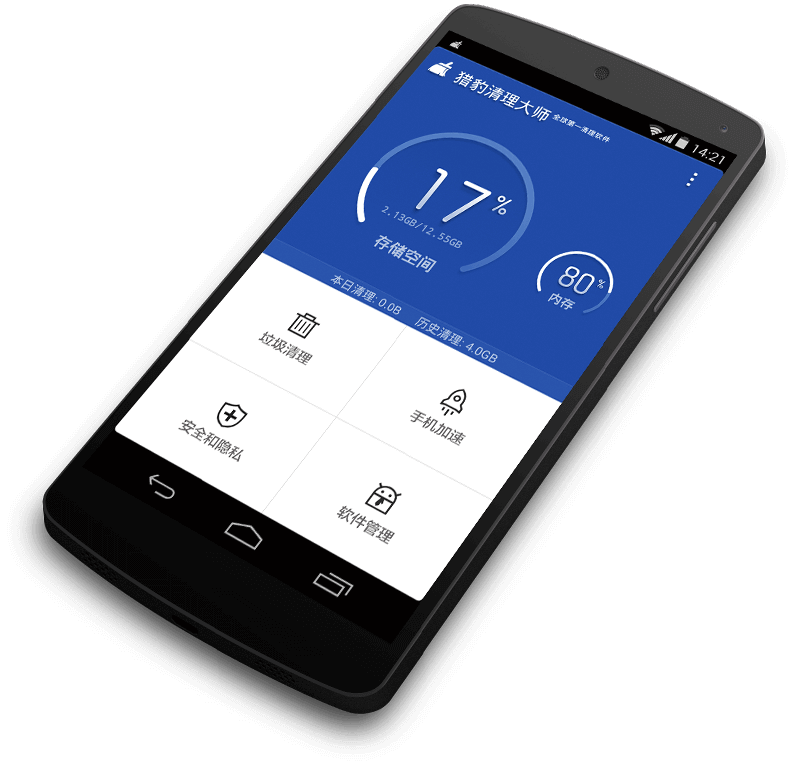 14:21
猎豹清理大师 全球第一清理软件
17%
2.13GB/12.55GB
存储空间
80%
内存
本日清理: 0.0B 历史清理: 4.0GB
垃圾清理
手机加速
安全和隐私
软件管理